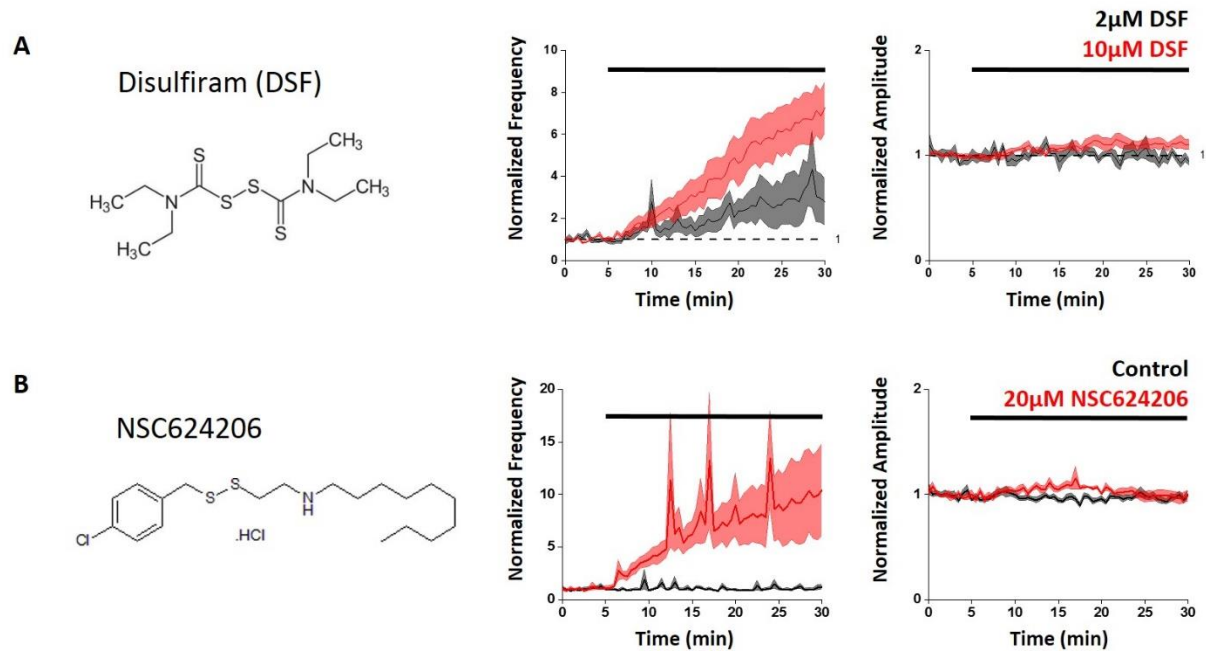 A
Disulfiram (DSF)
CH3
S
H3C
N
S
S
N
CH3
H3C
S
Normalized Frequency
10
8
6
4
2
0
1
0 5 10 15 20 25 30
Time (min)
2µM DSF
10µM DSF
Normalized Amplitude
2
1
0
1
0 5 10 15 20 25 30
Time (min)
B
NSC624206
S
S
N
H
Cl
.HCl
Normalized Frequency
20
15
10
5
0
0 5 10 15 20 25 30
Time (min)
Control
20µM NSC624206
Normalized Amplitude
2
1
0
0 5 10 15 20 25 30
Time (min)